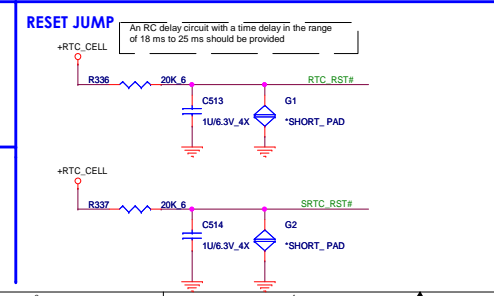 RESET JUMP
An RC delay circuit with a time delay in the range
of 18 ms to 25 ms should be provided
+RTC_CELL
R336 20K_6 RTC_RST#
C513 G1
1U/6.3V_4X *SHORT_ PAD
+RTC_CELL
R337 20K_6 SRTC_RST#
C514 G2
1U/6.3V_4X *SHORT_ PAD